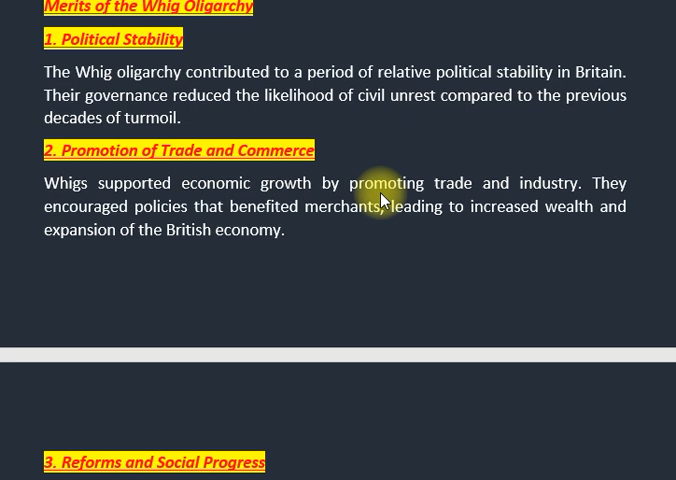 Merits of the Whig Oligarchy
1. Political Stability
The Whig oligarchy contributed to a period of relative political stability in Britain.
Their governance reduced the likelihood of civil unrest compared to the previous
decades of turmoil.
2. Promotion of Trade and Commerce
Whigs supported economic growth by promoting trade and industry. They
encouraged policies that benefited merchants, leading to increased wealth and
expansion of the British economy.
3. Reforms and Social Progress